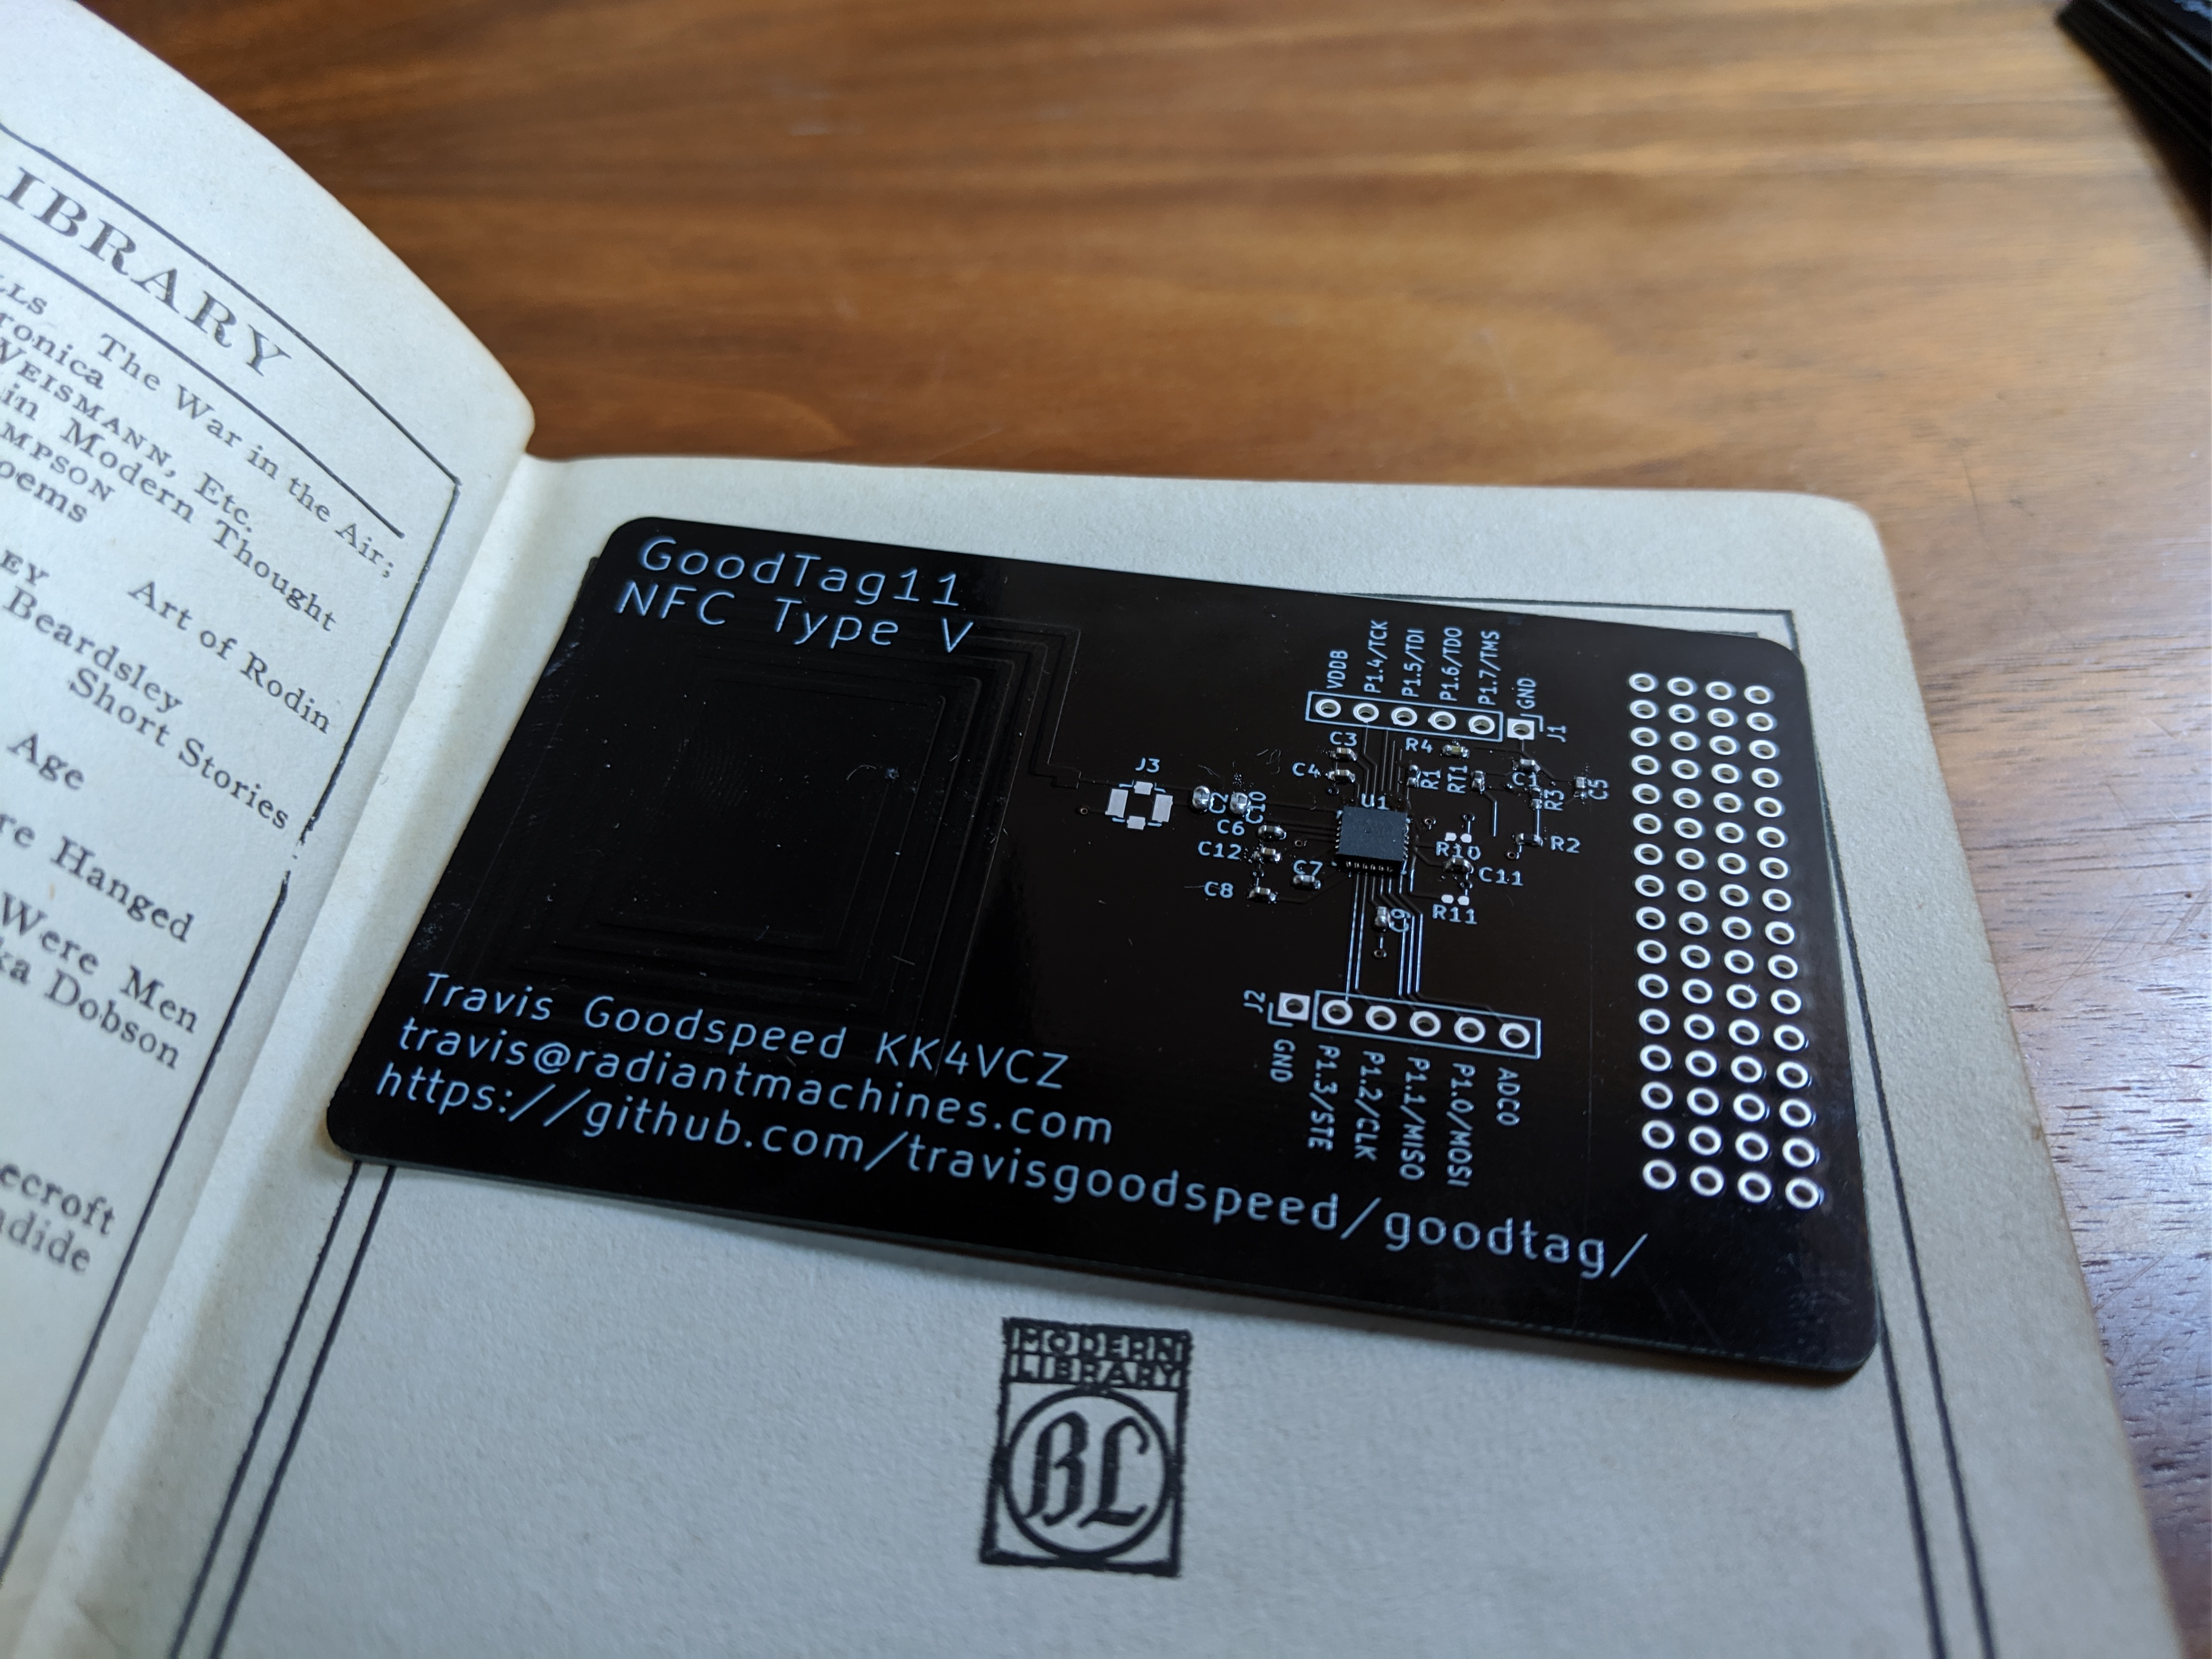 IBRARY
The War in the Air;
ronica
WEISMANN, Etc.
in Modern Thought
MPSON
oems
EY Art of Rodin
Beardsley
Short Stories
Age
re Hanged
Were Men
ka Dobson
ecroft
dide
GoodTag11
NFC Type V
VDDB
P1.4/TCK
P1.5/TDI
P1.6/TDO
P1.7/TMS
GND
J1
C3
R4
C4
R1
RT1
C1
C5
R3
J3
U1
C2
C10
C6
R10
R2
C12
C7
C11
C8
C9
R11
J2
GND
P1.3/STE
P1.2/CLK
P1.1/MISO
P1.0/MOSI
ADC0
Travis Goodspeed KK4VCZ
travis@radiantmachines.com
https://github.com/travisgoodspeed/goodtag/
MODERN
LIBRARY
BL